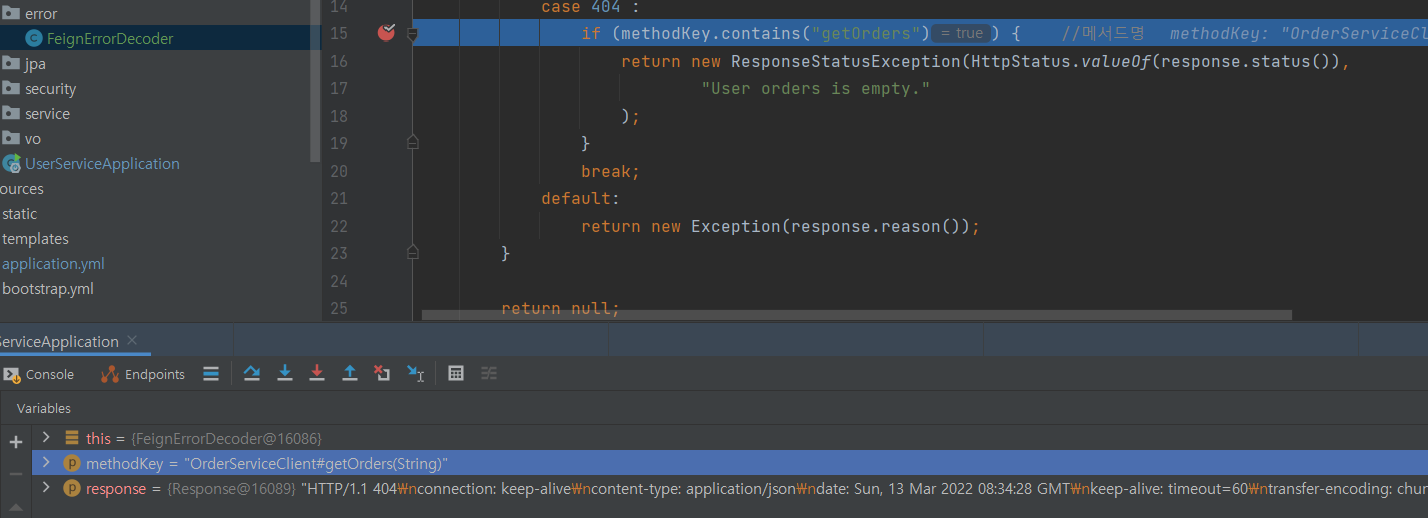 error
FeignErrorDecoder
jpa
security
service
vo
UserServiceApplication
ources
static
templates
application.yml
bootstrap.yml
14 case 404 :
15 if (methodKey.contains("getOrders") = true ) { //메서드명 methodKey: "OrderServiceCl
16 return new ResponseStatusException(HttpStatus.valueOf(response.status()),
17 "User orders is empty."
18 );
19 }
20 break;
21 default:
22 return new Exception(response.reason());
23 }
24
25 return null;
ServiceApplication
Console Endpoints
Variables
this = {FeignErrorDecoder@16086}
methodKey = "OrderServiceClient#getOrders(String)"
response = {Response@16089} "HTTP/1.1 404₩nconnection: keep-alive₩ncontent-type: application/json₩ndate: Sun, 13 Mar 2022 08:34:28 GMT₩nkeep-alive: timeout=60₩ntransfer-encoding: chun